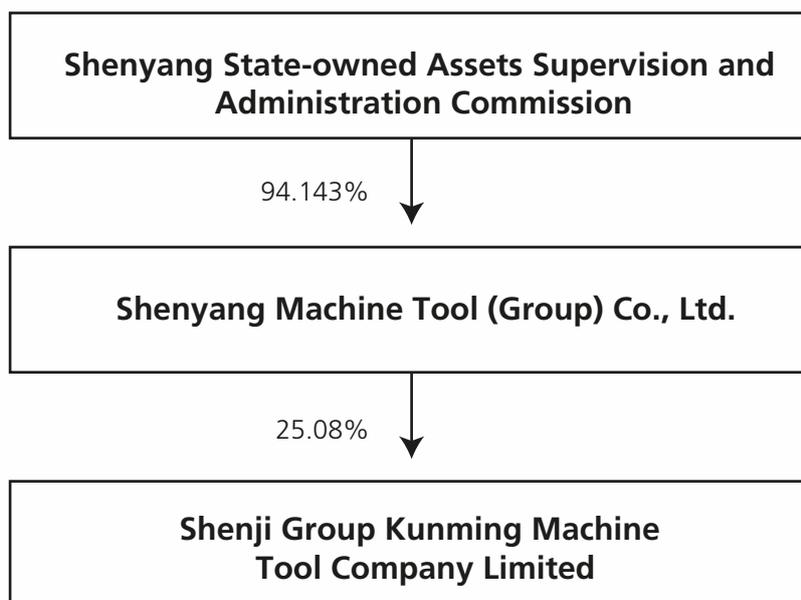 Shenyang State-owned Assets Supervision and
Administration Commission
94.143%
Shenyang Machine Tool (Group) Co., Ltd.
25.08%
Shenji Group Kunming Machine
Tool Company Limited